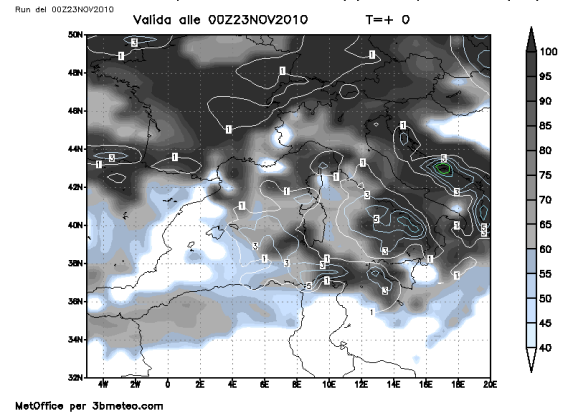 Run del 00Z23NOV2010
Valida alle 00Z23NOV2010 T=+ 0
50N
48N
46N
44N
42N
40N
38N
36N
34N
32N
4W 2W 0 2E 4E 6E 8E 10E 12E 14E 16E 18E 20E
100
95
90
85
80
75
70
65
60
55
50
45
40
MetOffice per 3bmeteo.com